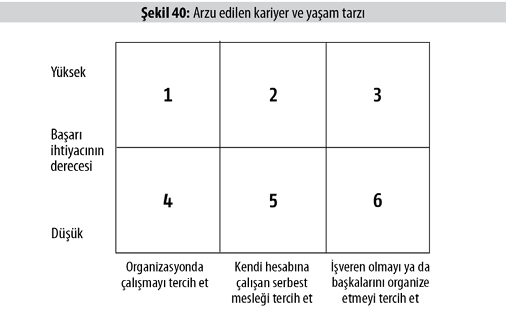 Şekil 40: Arzu edilen kariyer ve yaşam tarzı
Yüksek
1
2
3
Başarı
ihtiyacının
derecesi
4
5
6
Düşük
Organizasyonda
çalışmayı tercih et
Kendi hesabına
çalışan serbest
mesleği tercih et
İşveren olmayı ya da
başkalarını organize
etmeyi tercih et